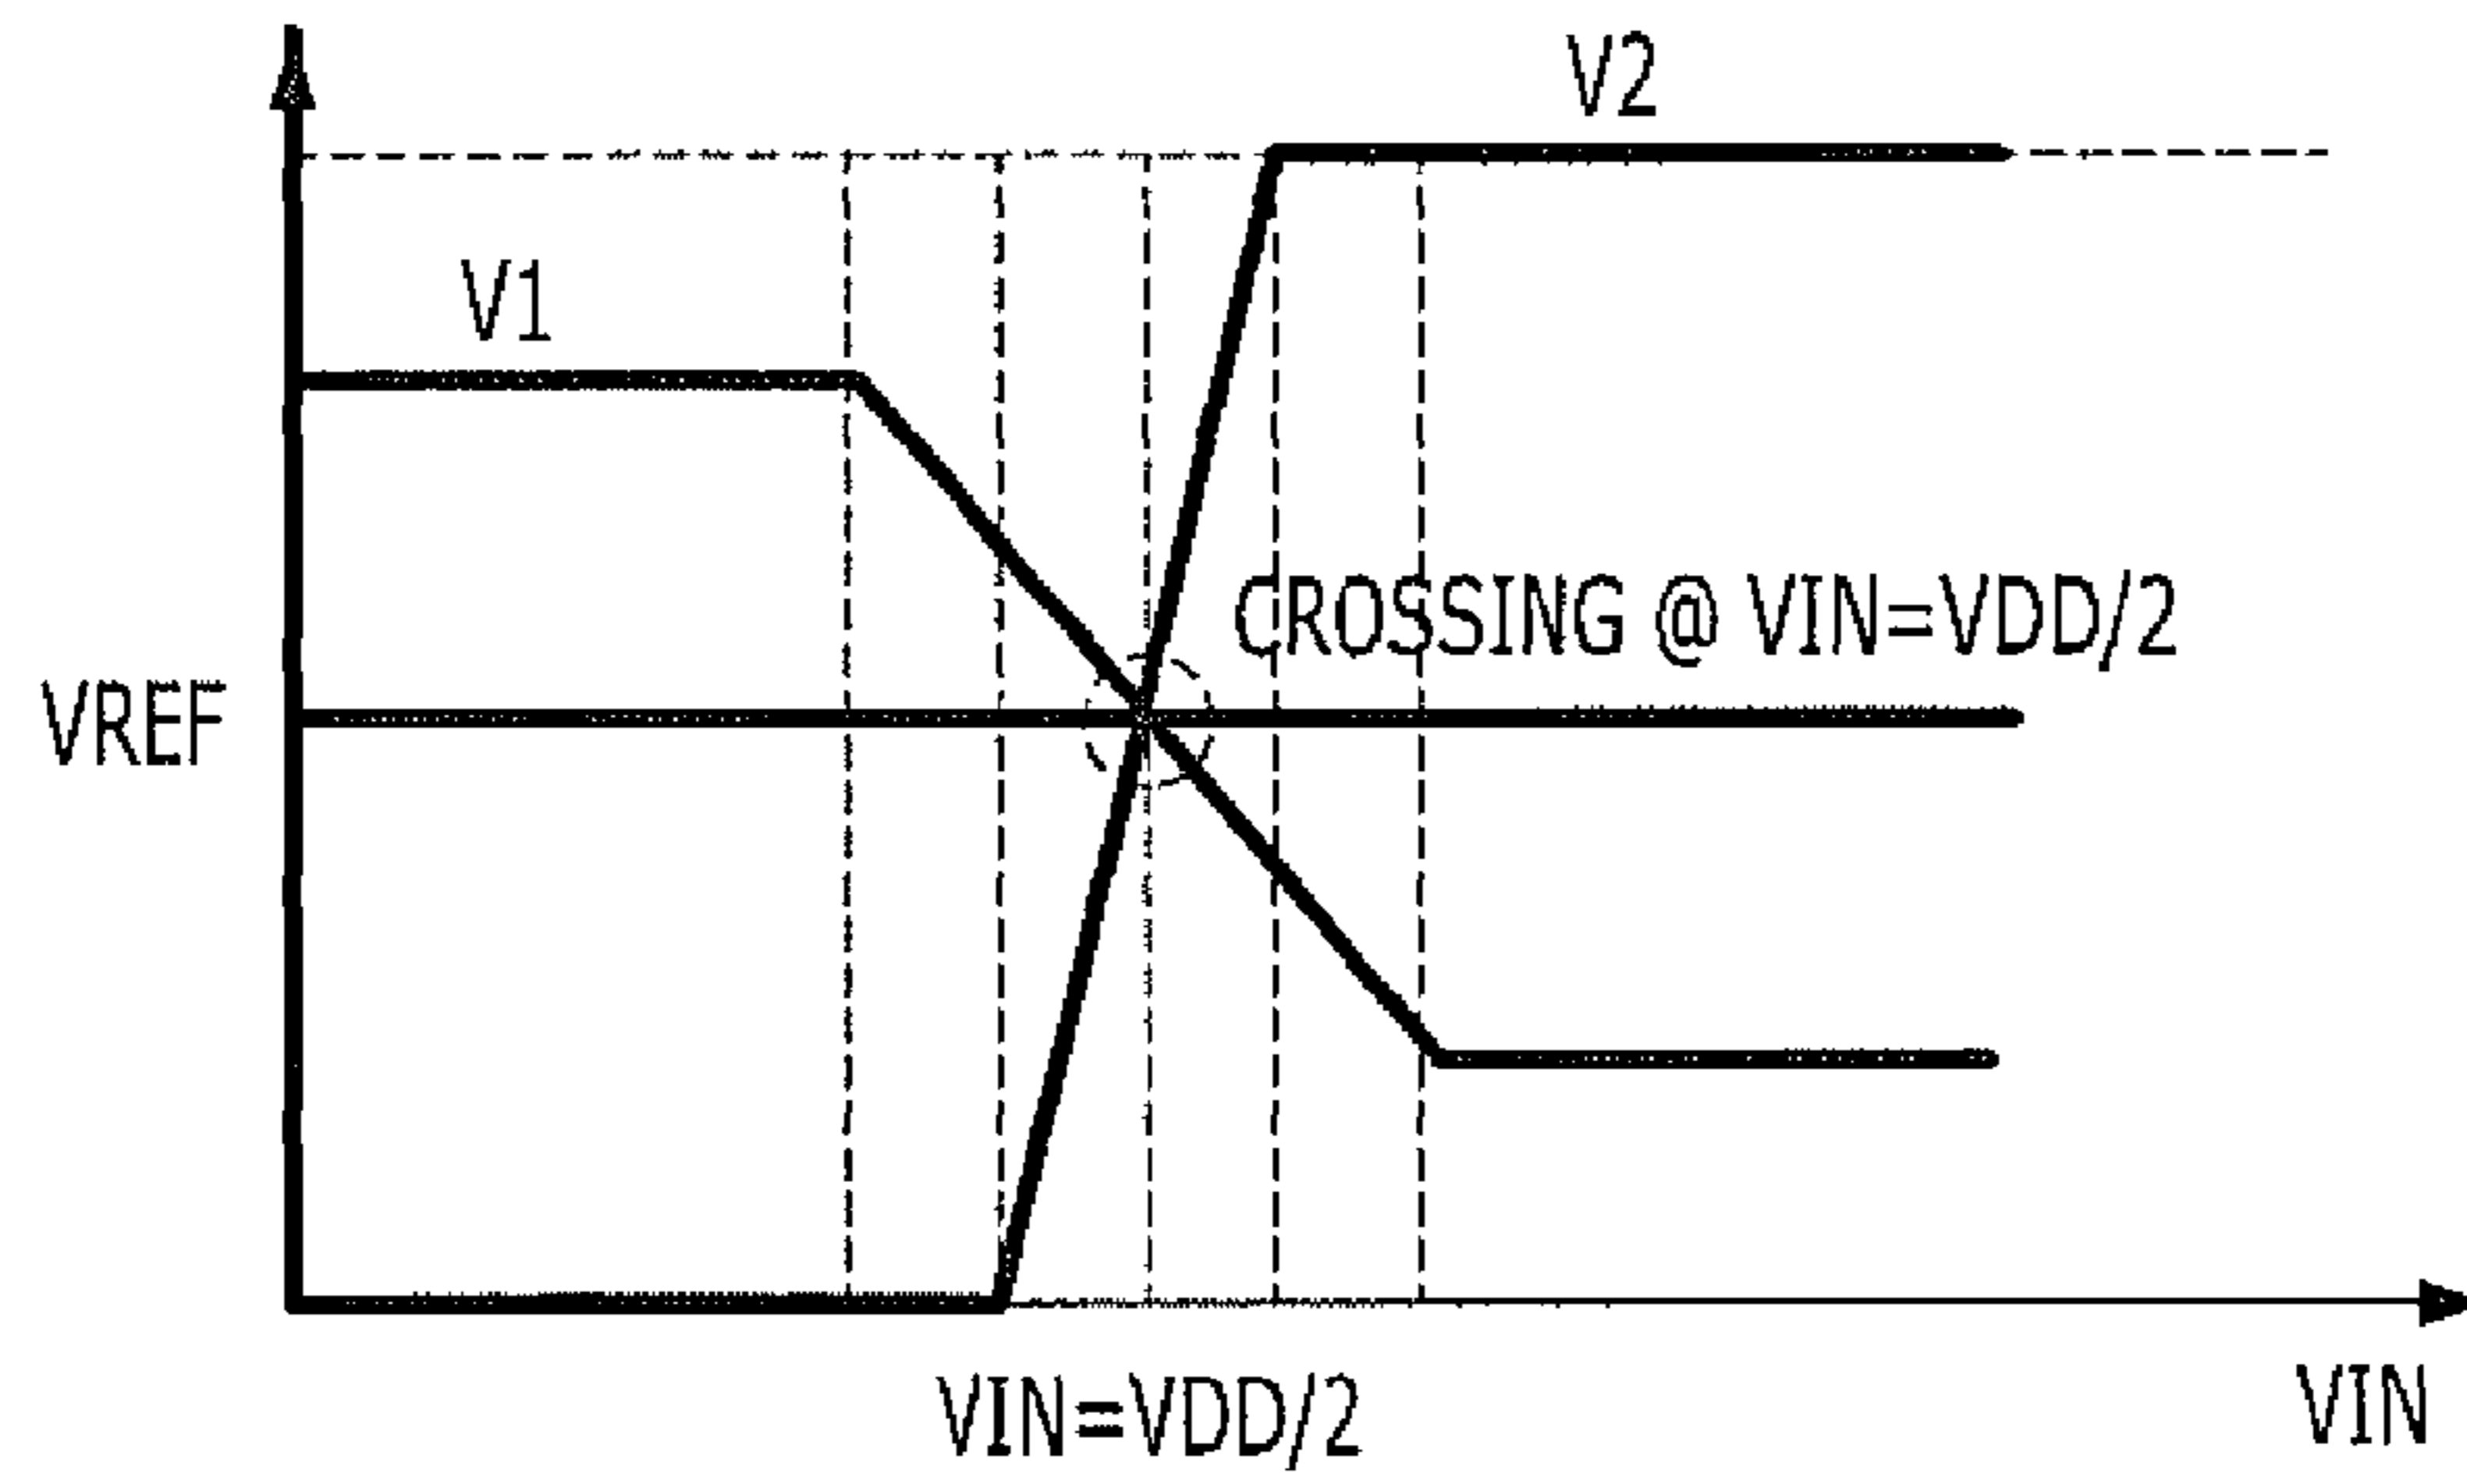 V2
V1
CROSSING @ VIN=VDD/2
VREF
VIN=VDD/2
VIN